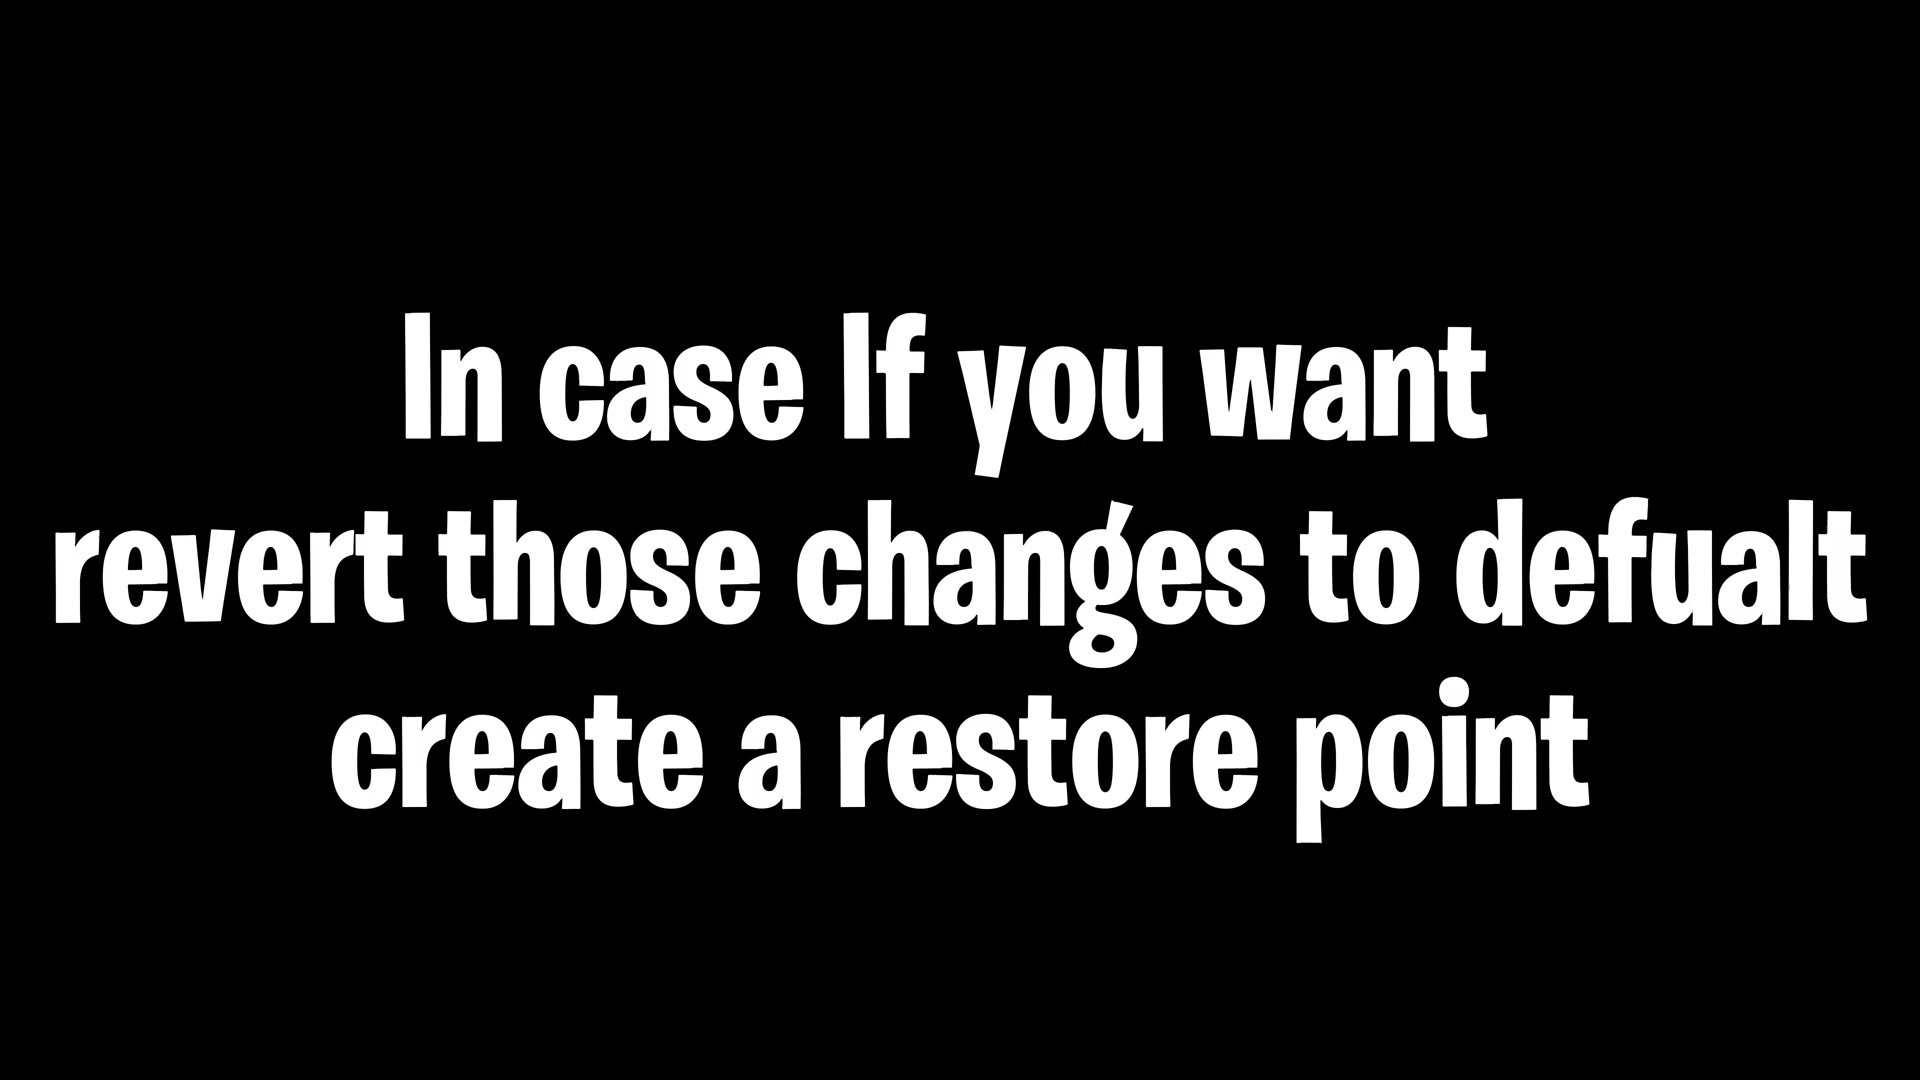 In case If you want
revert those changes to defualt
create a restore point